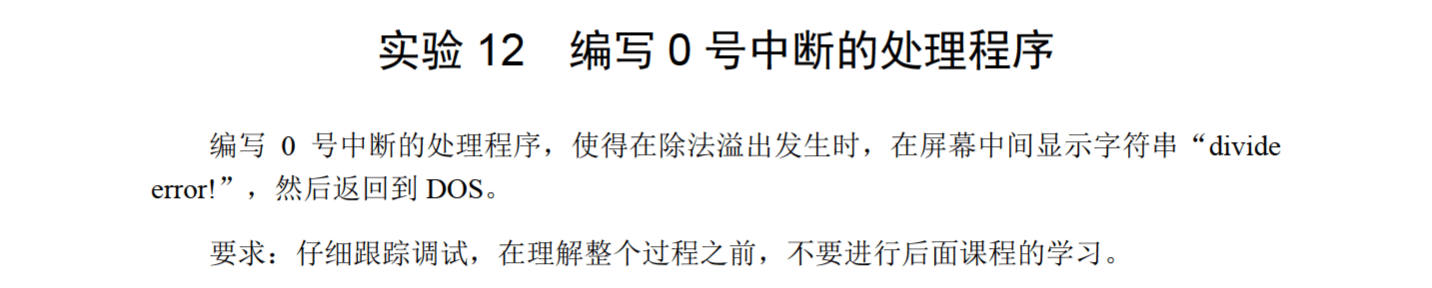 实验 12 编写 0 号中断的处理程序
编写 0 号中断的处理程序，使得在除法溢出发生时，在屏幕中间显示字符串“divide
error!”，然后返回到 DOS。
要求：仔细跟踪调试，在理解整个过程之前，不要进行后面课程的学习。